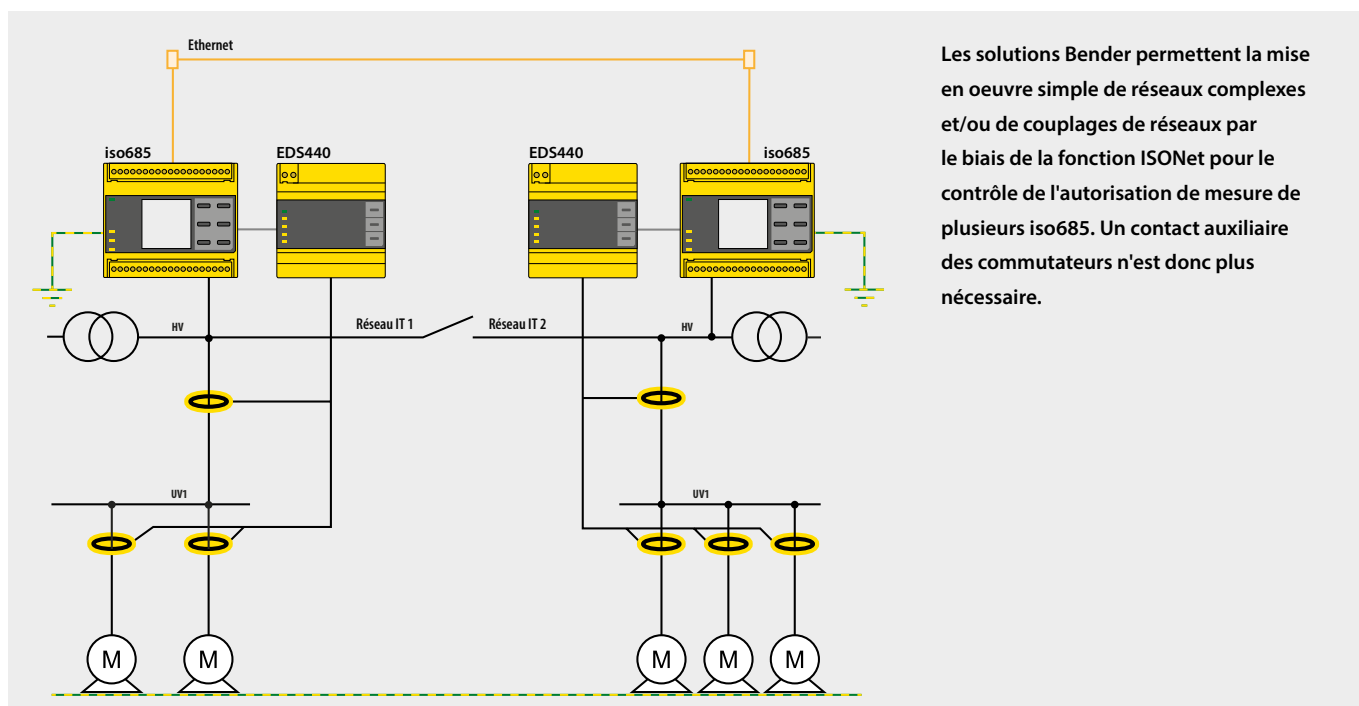 Ethernet
iso685
EDS440
EDS440
iso685
HV
Réseau IT 1
Réseau IT 2
HV
UV1
UV1
M
M
M
M
M
Les solutions Bender permettent la mise
en oeuvre simple de réseaux complexes
et/ou de couplages de réseaux par
le biais de la fonction ISONet pour le
contrôle de l'autorisation de mesure de
plusieurs iso685. Un contact auxiliaire
des commutateurs n'est donc plus
nécessaire.